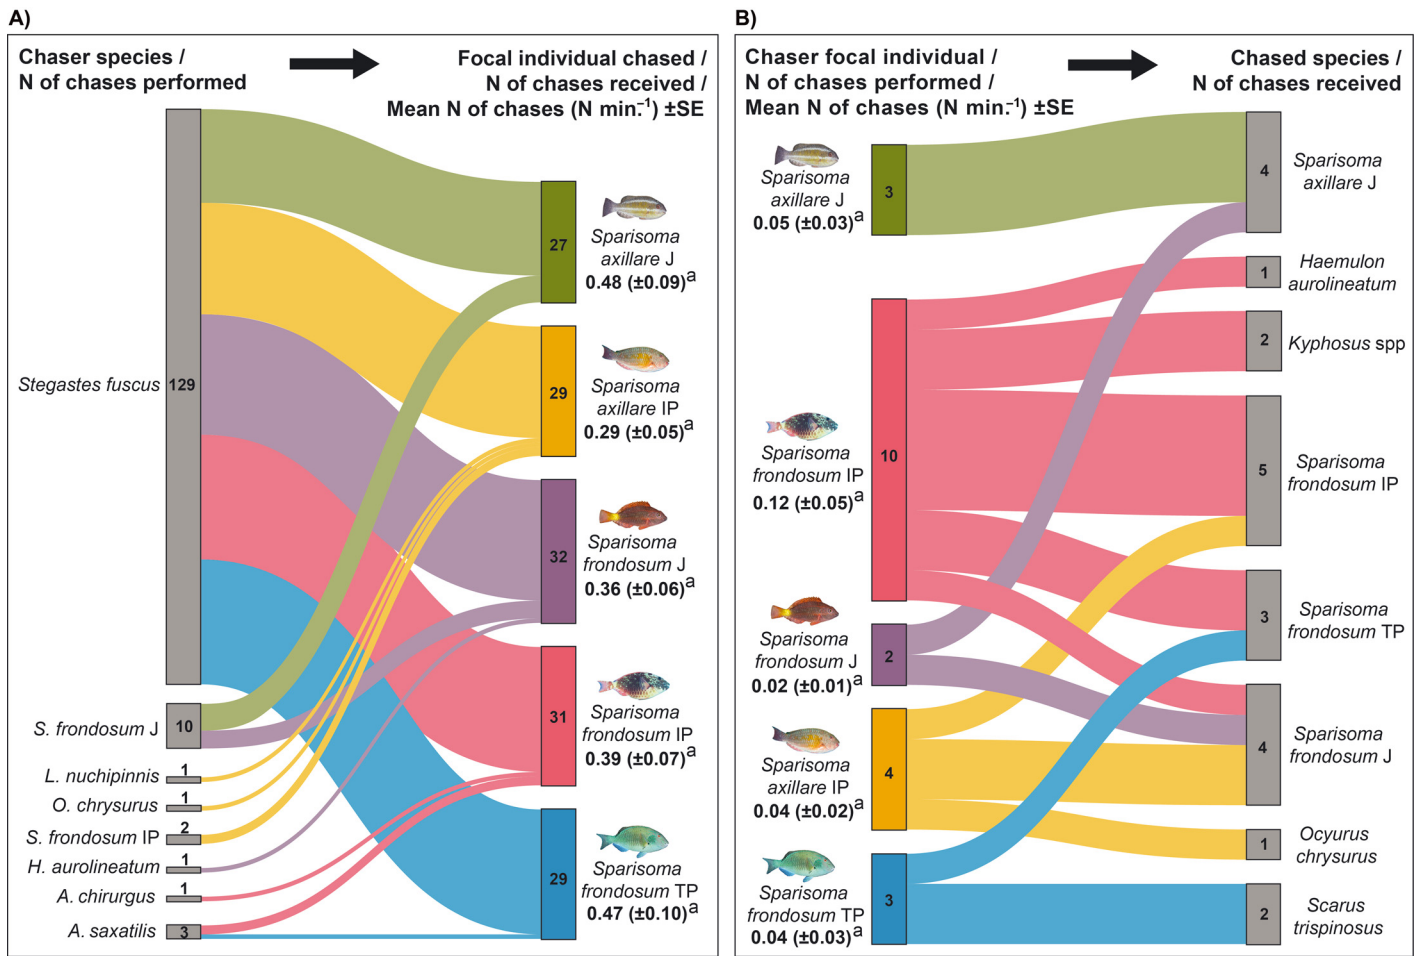 A)
Chaser species /
N of chases performed
Focal individual chased /
N of chases received /
Mean N of chases (N min.⁻¹) ±SE
Stegastes fuscus
129
S. frondosum J
10
L. nuchipinnis
1
O. chrysurus
1
S. frondosum IP
2
H. aurolineatum
1
A. chirurgus
1
A. saxatilis
3
27
Sparisoma
axillare J
0.48 (±0.09)ᵃ
29
Sparisoma
axillare IP
0.29 (±0.05)ᵃ
32
Sparisoma
frondosum J
0.36 (±0.06)ᵃ
31
Sparisoma
frondosum IP
0.39 (±0.07)ᵃ
29
Sparisoma
frondosum TP
0.47 (±0.10)ᵃ
B)
Chaser focal individual /
N of chases performed /
Mean N of chases (N min.⁻¹) ±SE
Chased species /
N of chases received
Sparisoma
axillare J
0.05 (±0.03)ᵃ
3
Sparisoma
frondosum IP
0.12 (±0.05)ᵃ
10
Sparisoma
frondosum J
0.02 (±0.01)ᵃ
2
Sparisoma
axillare IP
0.04 (±0.02)ᵃ
4
Sparisoma
frondosum TP
0.04 (±0.03)ᵃ
3
4
Sparisoma
axillare J
1
Haemulon
aurolineatum
2
Kyphosus spp
5
Sparisoma
frondosum IP
3
Sparisoma
frondosum TP
4
Sparisoma
frondosum J
1
Ocyurus
chrysurus
2
Scarus
trispinosus